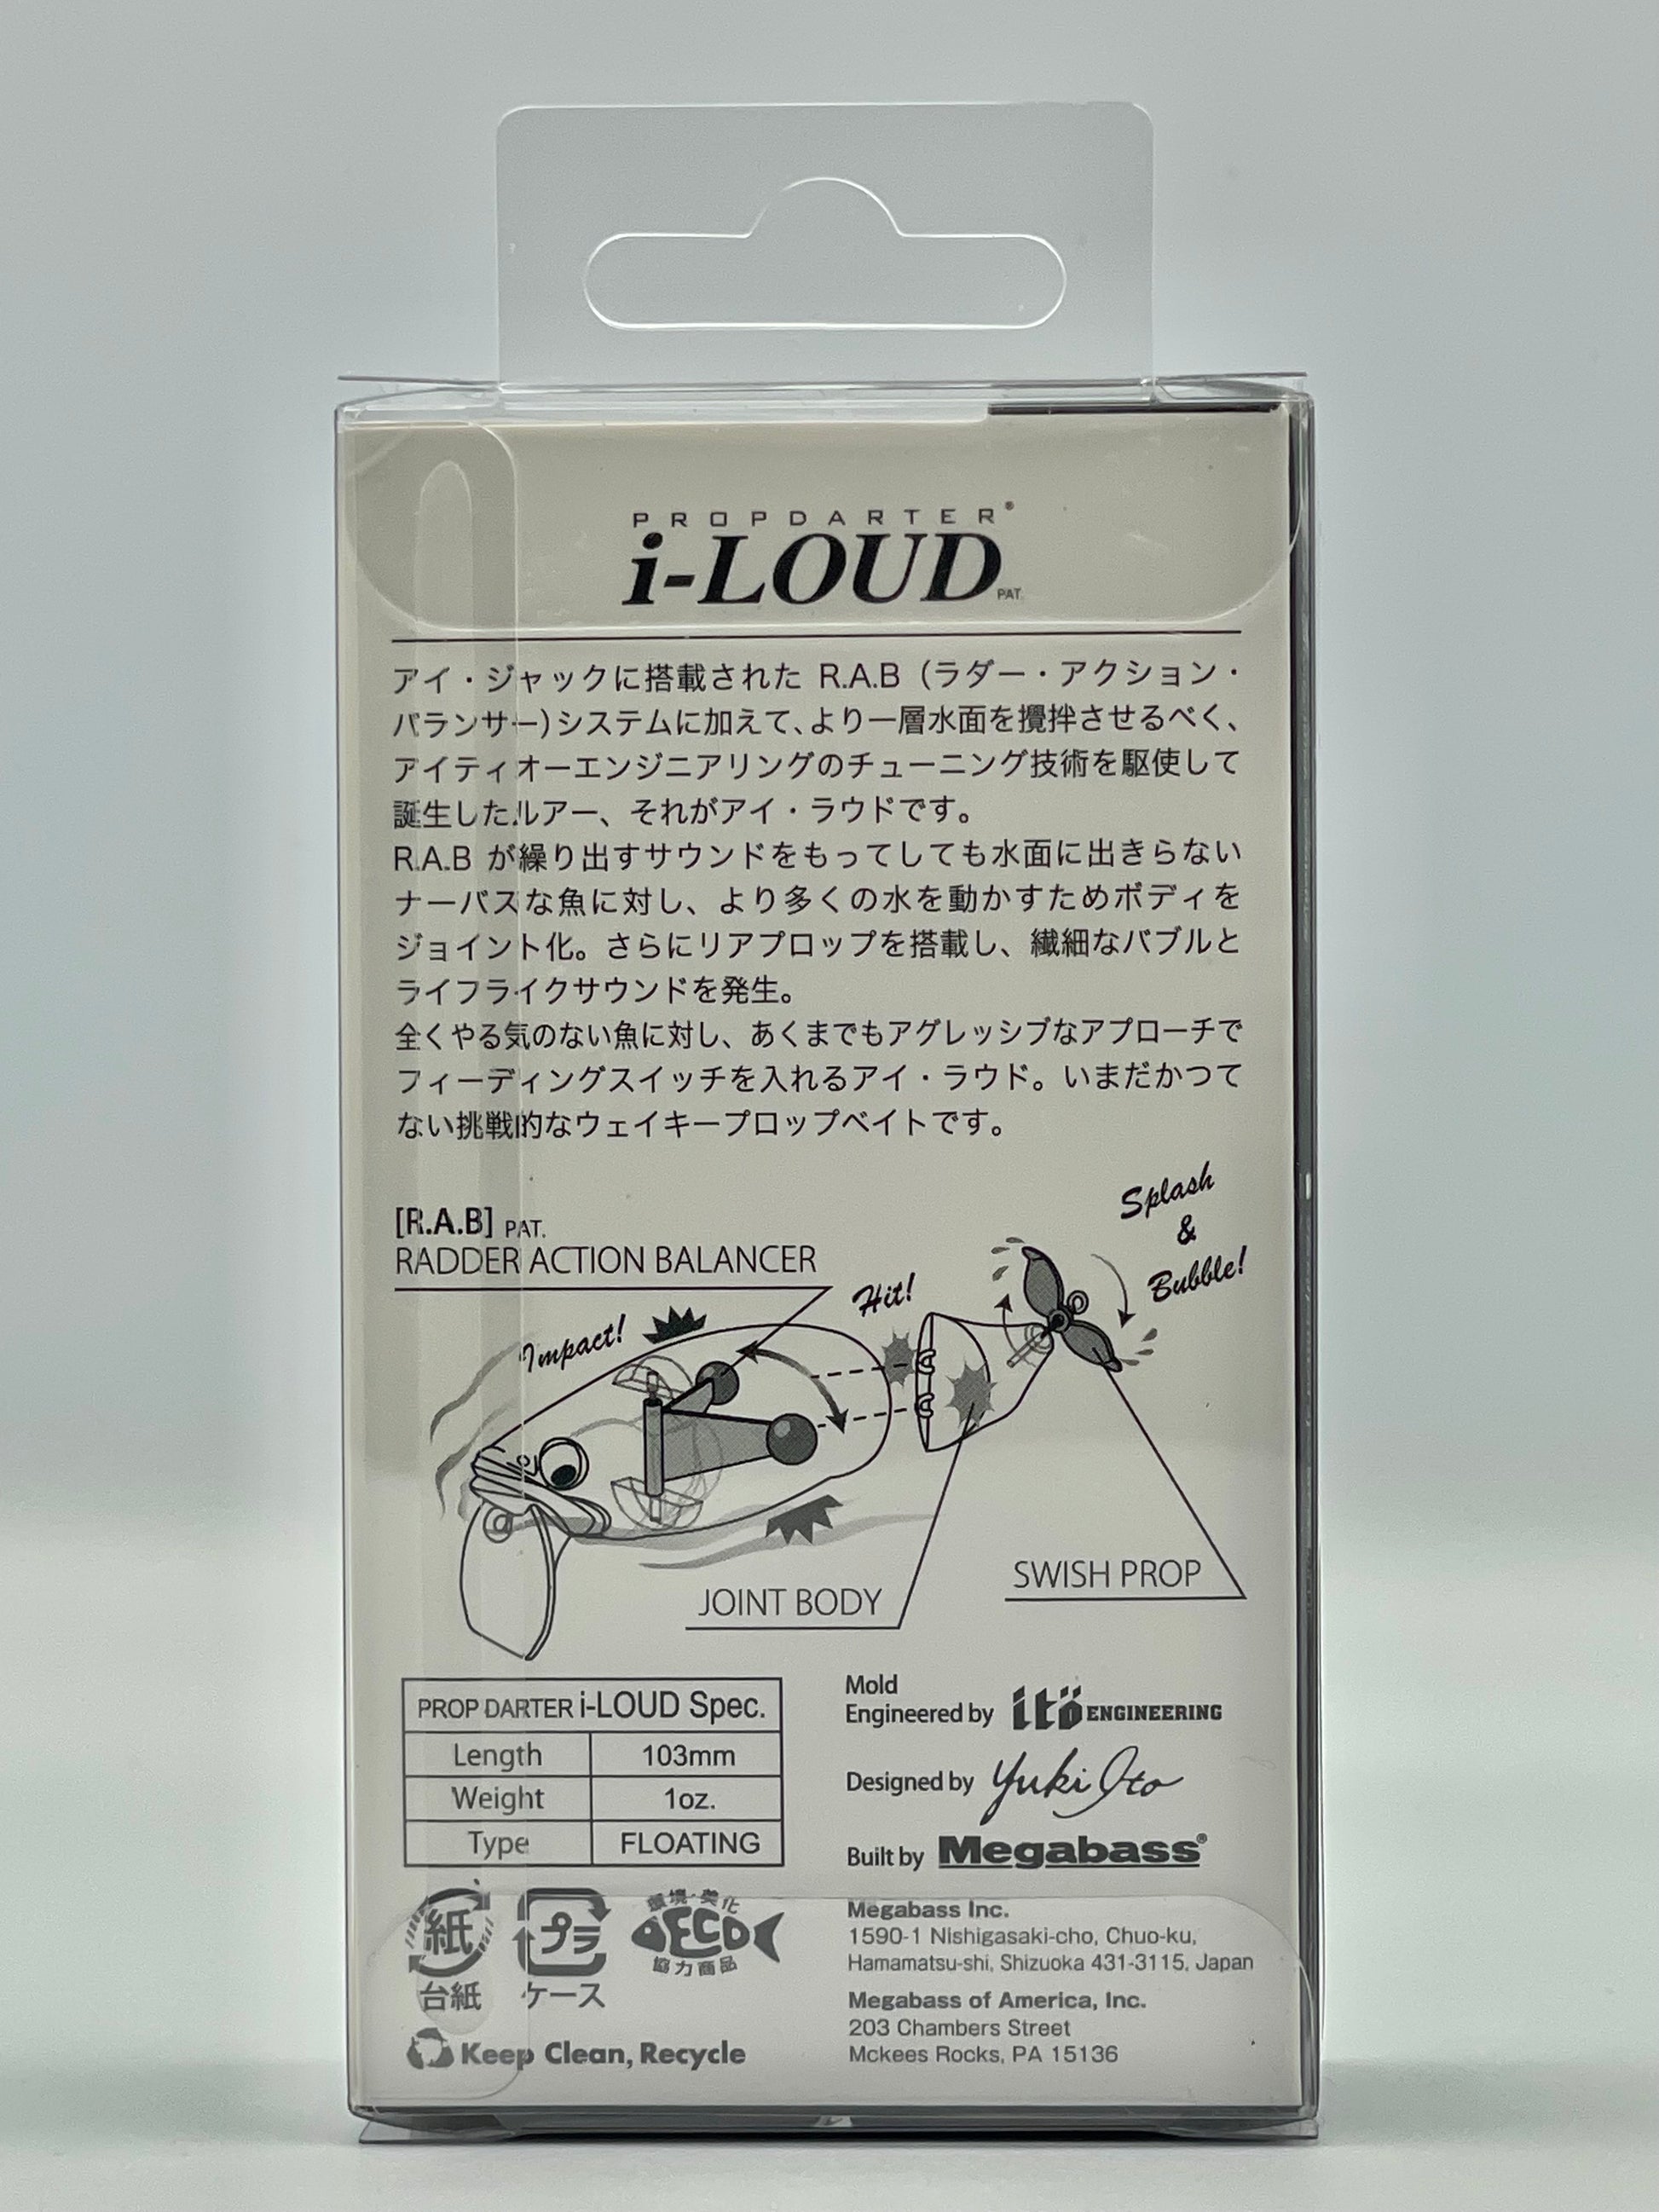 PROPDARTER®
i-LOUD PAT.
アイ・ジャックに搭載された R.A.B（ラダー・アクション・
バランサー)システムに加えて、より一層水面を攪拌させるべく、
アイティオーエンジニアリングのチューニング技術を駆使して
誕生したルアー、それがアイ・ラウドです。
R.A.B が繰り出すサウンドをもってしても水面に出きらない
ナーバスな魚に対し、より多くの水を動かすためボディを
ジョイント化。さらにリアプロップを搭載し、繊細なバブルと
ライフライクサウンドを発生。
全くやる気のない魚に対し、あくまでもアグレッシブなアプローチで
フィーディングスイッチを入れるアイ・ラウド。いまだかつて
ない挑戦的なウェイキープロップベイトです。
Splash
&
Bubble!
[R.A.B] PAT.
RADDER ACTION BALANCER
Hit!
Impact!
SWISH PROP
JOINT BODY
PROP DARTER i-LOUD Spec.
Length 103mm
Weight 1oz.
Type FLOATING
Mold
Engineered by itö ENGINEERING
Designed by Yuki Ito
Built by Megabass®
紙
台紙
プラ
ケース
環境・美化
ECO
協力商品
Keep Clean, Recycle
Megabass Inc.
1590-1 Nishigasaki-cho, Chuo-ku,
Hamamatsu-shi, Shizuoka 431-3115, Japan
Megabass of America, Inc.
203 Chambers Street
Mckees Rocks, PA 15136